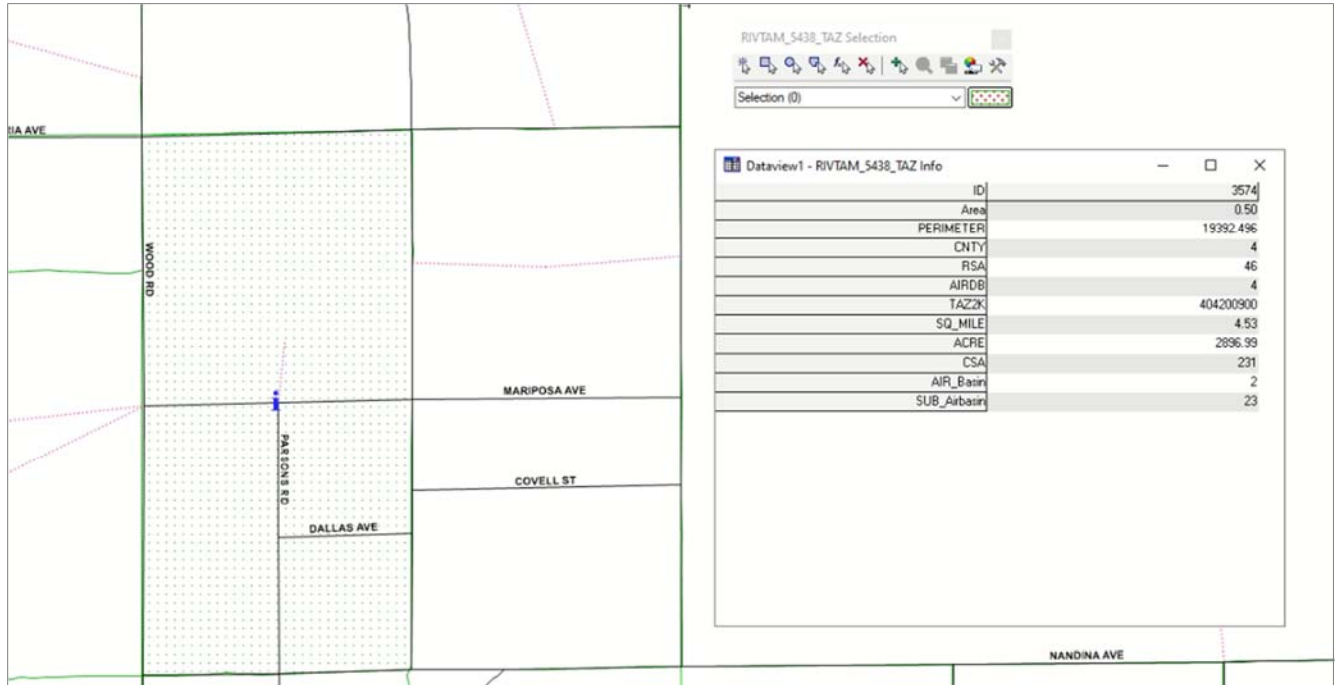 RIA AVE
WOOD RD
MARIPOSA AVE
PARSONS RD
COVELL ST
DALLAS AVE
NANDINA AVE
RIVTAM_5438_TAZ Selection
Selection (0)
Dataview1 - RIVTAM_5438_TAZ Info
ID 3574
Area 0.50
PERIMETER 19392.496
CNTY 4
RSA 46
AIRDB 4
TAZ2K 404200900
SQ_MILE 4.53
ACRE 2896.99
CSA 231
AIR_Basin 2
SUB_Airbasin 23